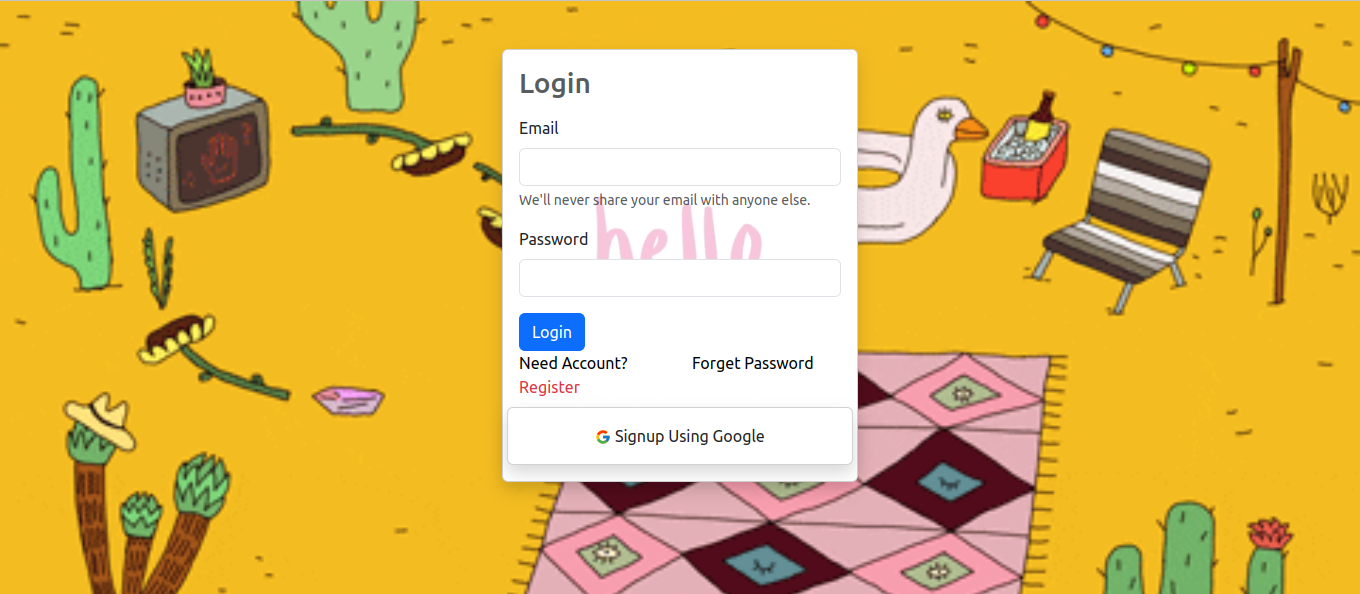 Login
Email
We'll never share your email with anyone else.
hello
Password
Login
Need Account?
Forget Password
Register
Signup Using Google